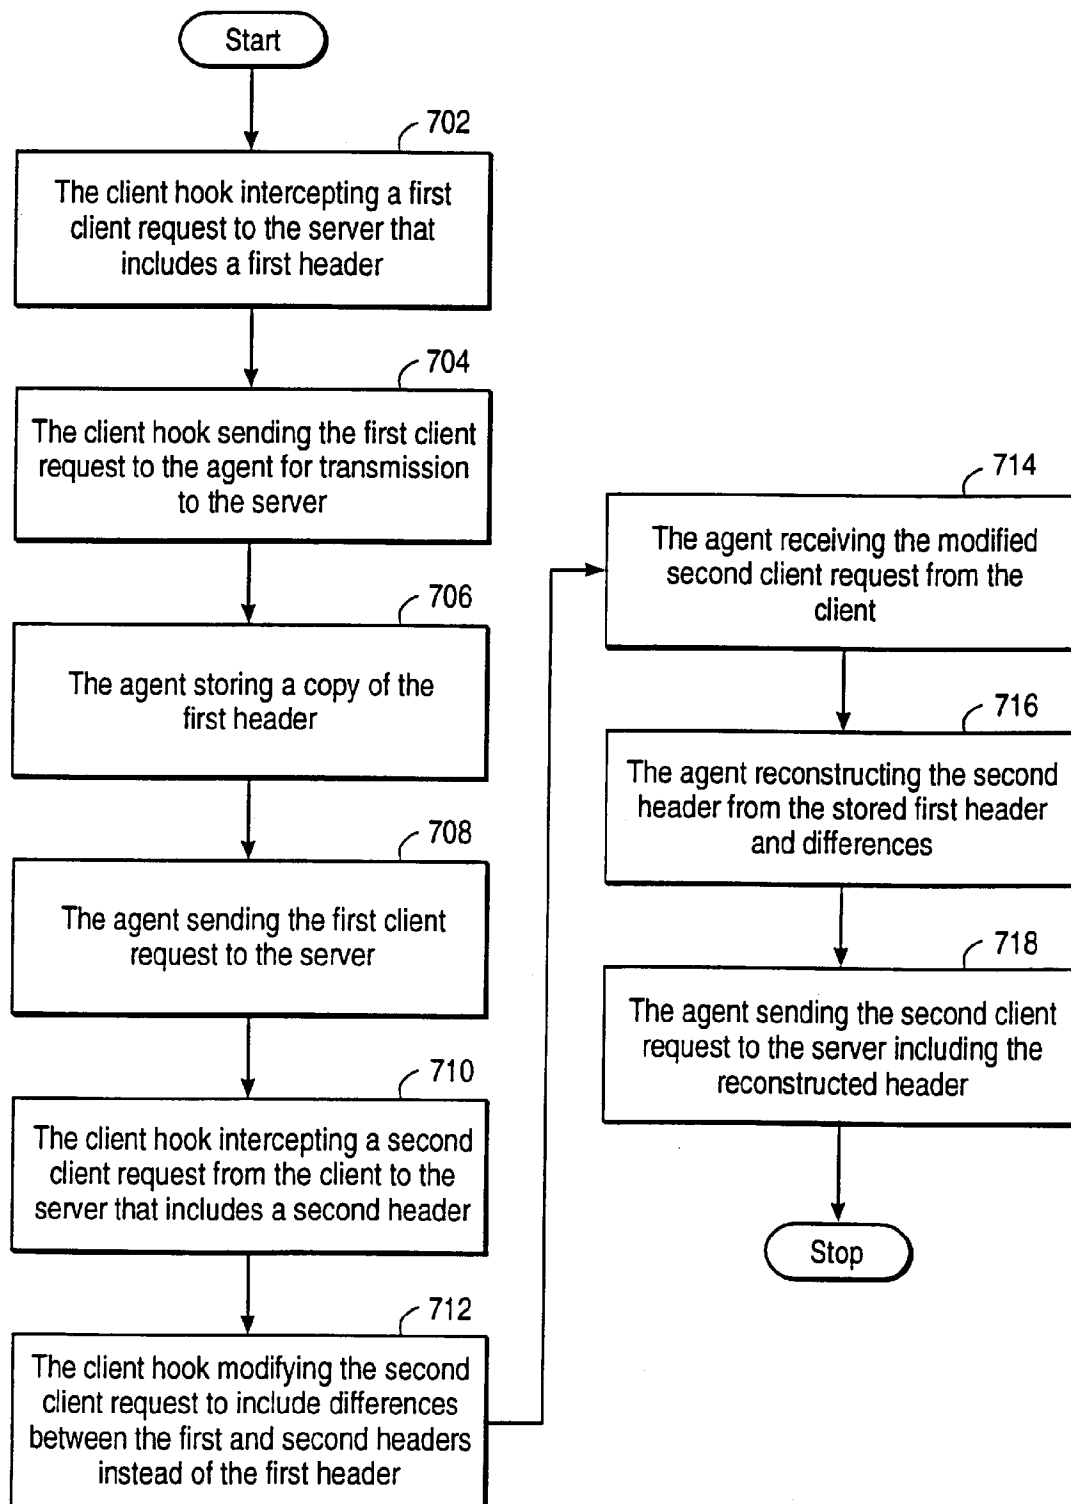 Start
702
The client hook intercepting a first
client request to the server that
includes a first header
704
The client hook sending the first client
request to the agent for transmission
to the server
706
The agent storing a copy of the
first header
708
The agent sending the first client
request to the server
710
The client hook intercepting a second
client request from the client to the
server that includes a second header
712
The client hook modifying the second
client request to include differences
between the first and second headers
instead of the first header
714
The agent receiving the modified
second client request from the
client
716
The agent reconstructing the second
header from the stored first header
and differences
718
The agent sending the second client
request to the server including the
reconstructed header
Stop